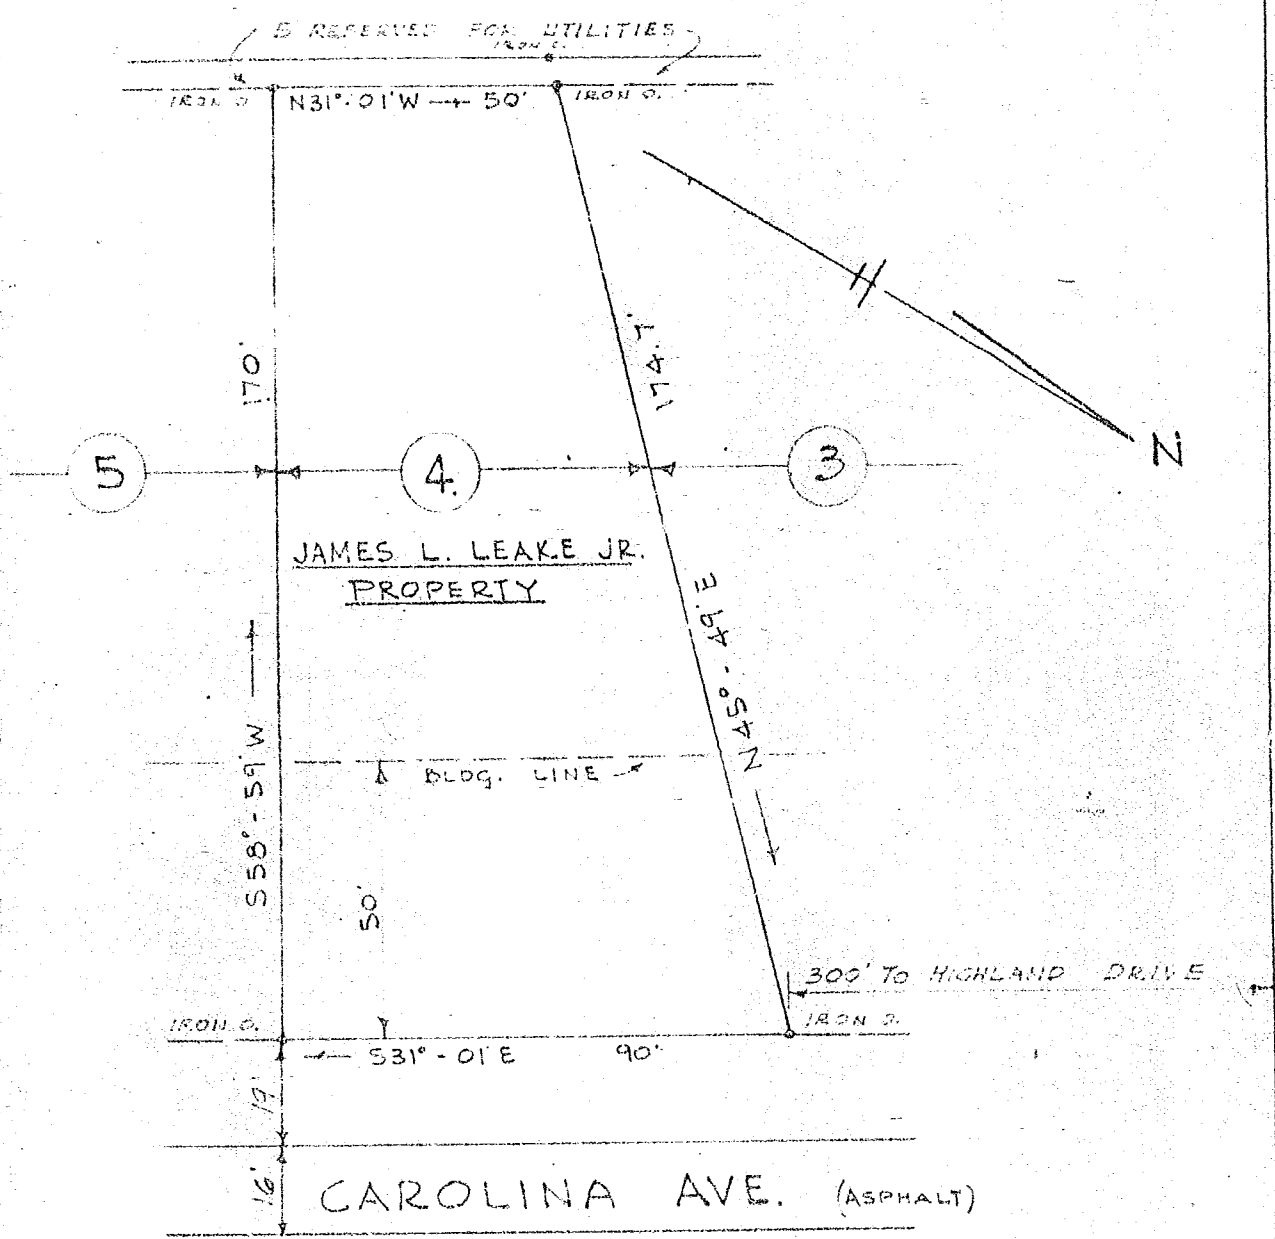 5 RESERVED FOR UTILITIES
IRON O.
IRON O.
N31°-01'W 50'
IRON O.
170'
174.7'
N
5
4.
3
JAMES L. LEAKE JR.
PROPERTY
S58°-59'W
N45°-49'E
BLDG. LINE
50'
300' TO HIGHLAND DRIVE
IRON O.
IRON O.
S31°-01'E 90'
19'
16'
CAROLINA AVE. (ASPHALT)